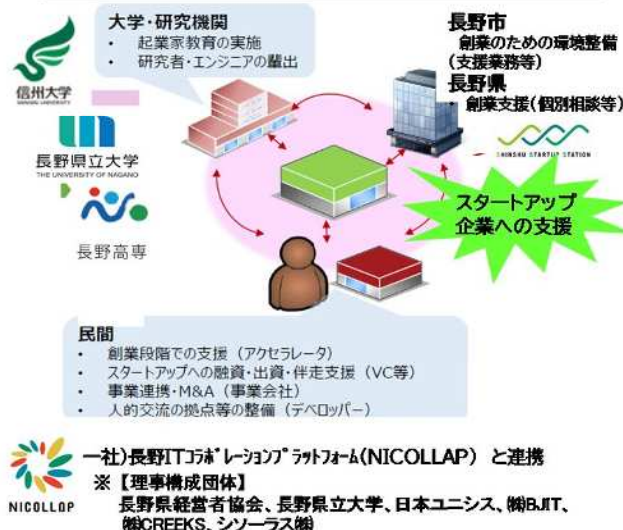 大学・研究機関
・ 起業家教育の実施
・ 研究者・エンジニアの輩出
信州大学
SHINSHU UNIVERSITY
長野県立大学
THE UNIVERSITY OF NAGANO
長野高専
長野市
創業のための環境整備
(支援業務等)
長野県
・ 創業支援(個別相談等)
SHINSHU STARTUP STATION
スタートアップ
企業への支援
民間
・ 創業段階での支援（アクセラレータ）
・ スタートアップへの融資・出資・伴走支援（VC等）
・ 事業連携・M&A（事業会社）
・ 人的交流の拠点等の整備（デベロッパー）
NICOLLAP
一社)長野ITｺﾗﾎﾞﾚｰｼｮﾝﾌﾟﾗｯﾄﾌｫｰﾑ(NICOLLAP) と連携
※【理事構成団体】
長野県経営者協会、長野県立大学、日本ユニシス、㈱BJIT、
㈱CREEKS、シソーラス㈱